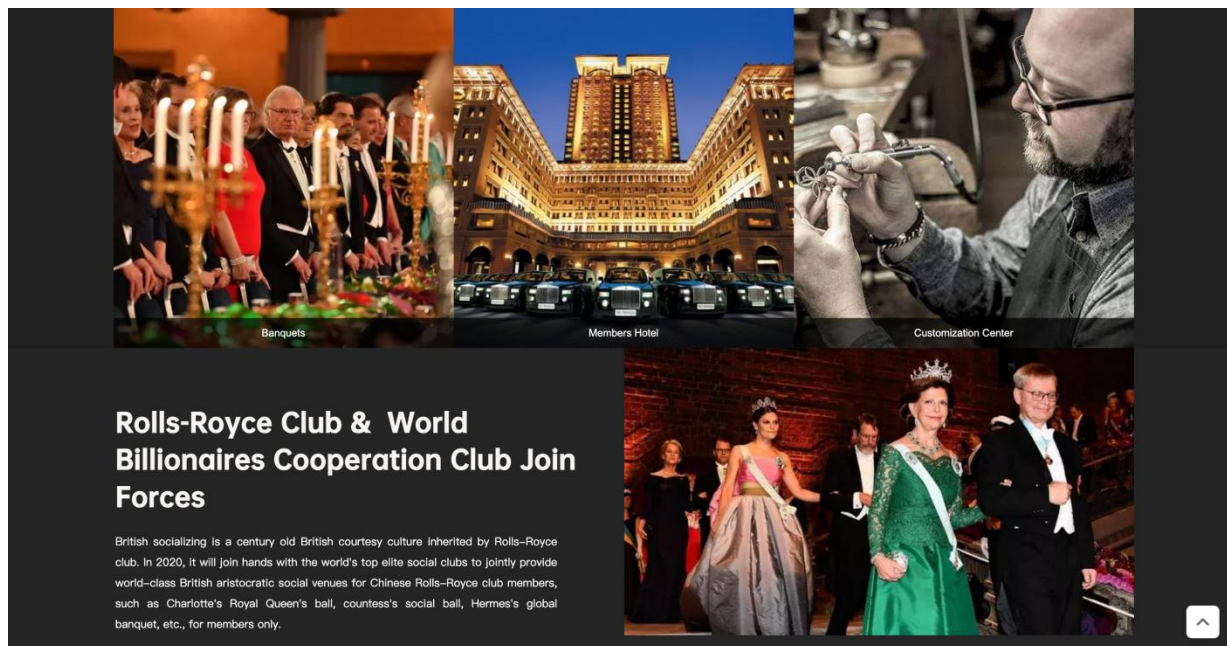 Banquets
Members Hotel
Customization Center
Rolls-Royce Club & World
Billionaires Cooperation Club Join
Forces
British socializing is a century old British courtesy culture inherited by Rolls-Royce
club. In 2020, it will join hands with the world's top elite social clubs to jointly provide
world-class British aristocratic social venues for Chinese Rolls-Royce club members,
such as Charlotte's Royal Queen's ball, countess's social ball, Hermes's global
banquet, etc., for members only.